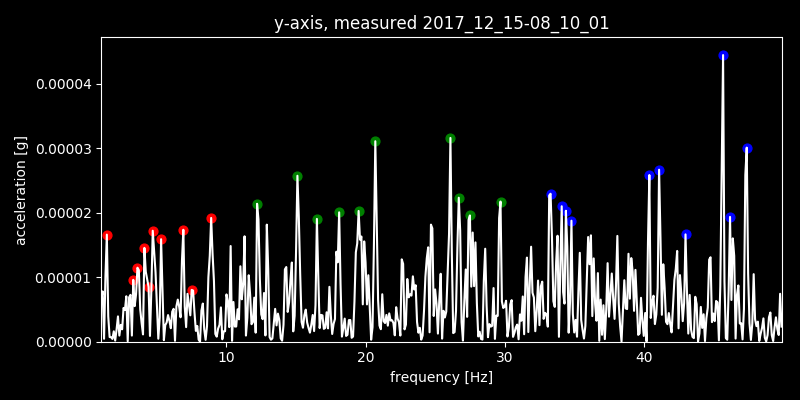 y-axis, measured 2017_12_15-08_10_01
acceleration [g]
0.00004
0.00003
0.00002
0.00001
0.00000
10 20 30 40
frequency [Hz]